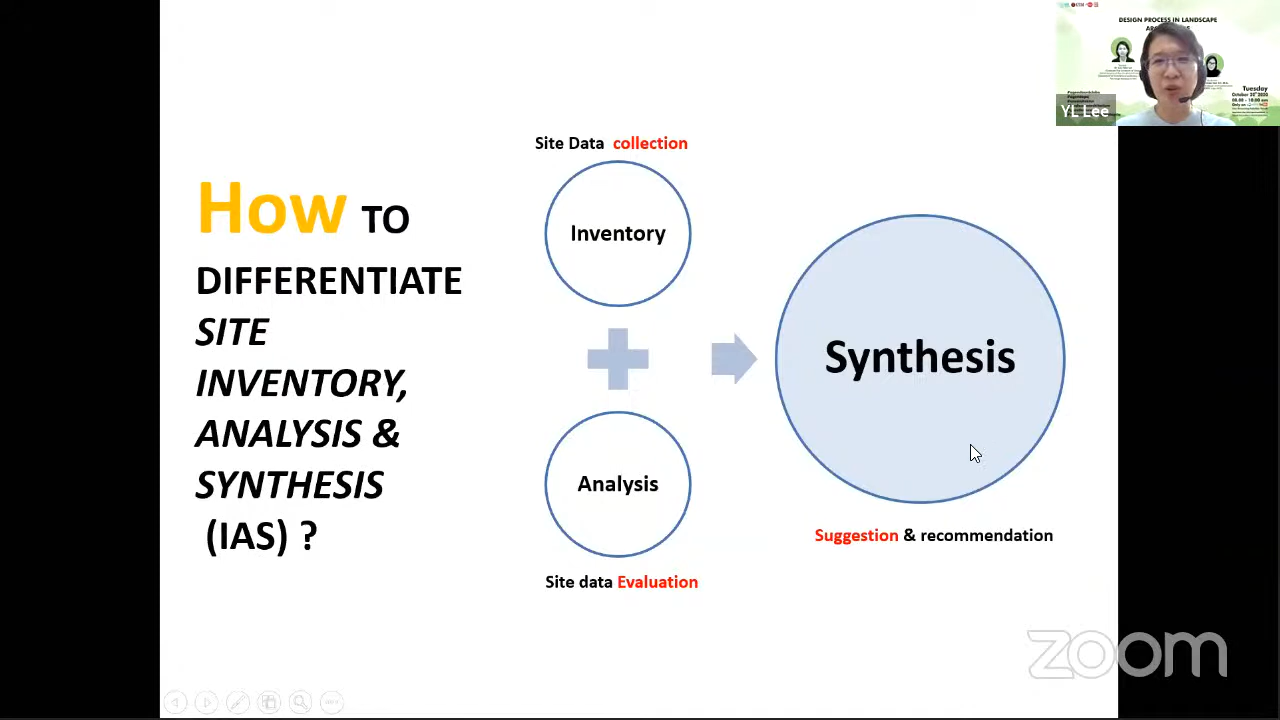 How TO
DIFFERENTIATE
SITE
INVENTORY,
ANALYSIS &
SYNTHESIS
(IAS) ?
Site Data collection
Inventory
Analysis
Site data Evaluation
Synthesis
Suggestion & recommendation
DESIGN PROCESS IN LANDSCAPE
Tuesday
YL Lee
zoom